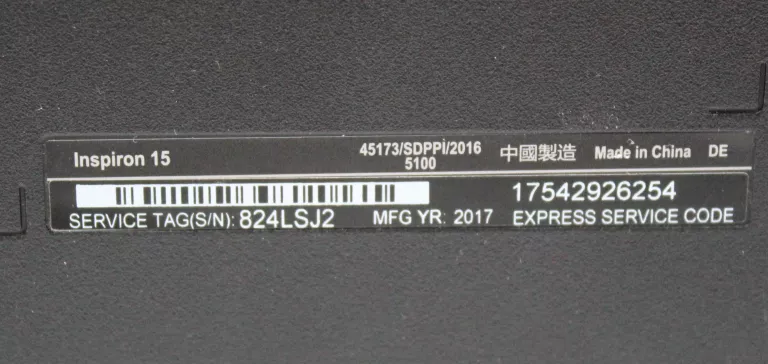 Inspiron 15
45173/SDPPI/2016
5100
中國製造 Made in China DE
17542926254
SERVICE TAG(S/N): 824LSJ2 MFG YR: 2017 EXPRESS SERVICE CODE